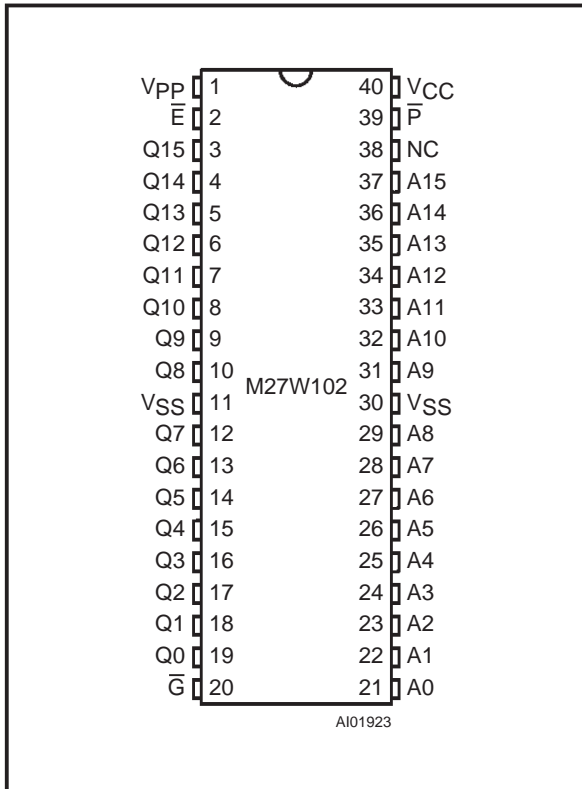 VPP 1 40 VCC
E̅ 2 39 P̅
Q15 3 38 NC
Q14 4 37 A15
Q13 5 36 A14
Q12 6 35 A13
Q11 7 34 A12
Q10 8 33 A11
Q9 9 32 A10
Q8 10 31 A9
M27W102
VSS 11 30 VSS
Q7 12 29 A8
Q6 13 28 A7
Q5 14 27 A6
Q4 15 26 A5
Q3 16 25 A4
Q2 17 24 A3
Q1 18 23 A2
Q0 19 22 A1
G̅ 20 21 A0
AI01923